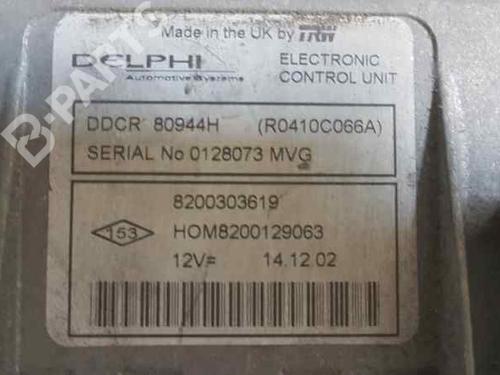 Made in the UK by TRW
DELPHI
Automotive Systems
ELECTRONIC
CONTROL UNIT
DDCR 80944H (R0410C066A)
SERIAL No 0128073 MVG
8200303619
153 HOM8200129063
12V= 14.12.02
B-PARTS